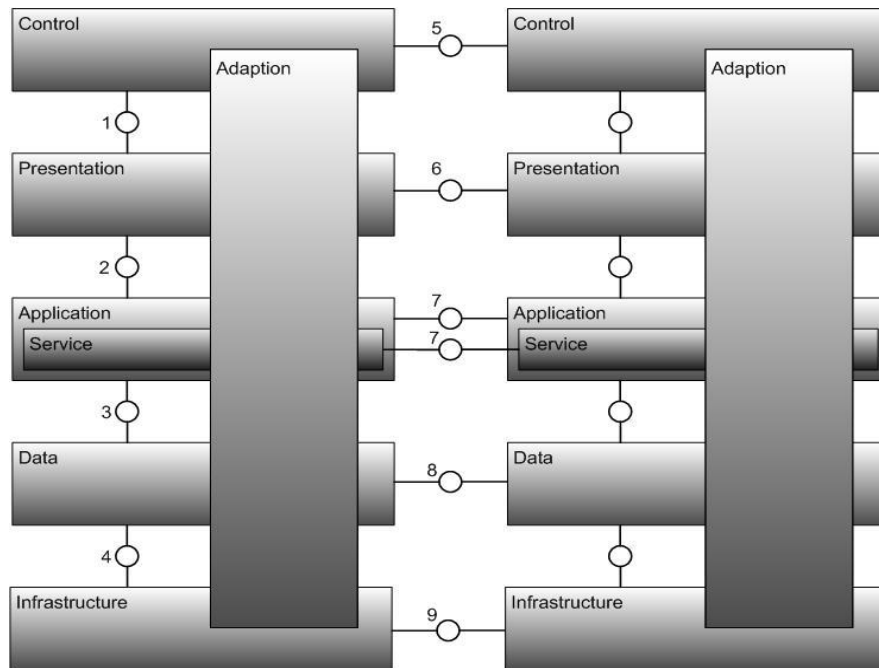 Control
5
Control
Adaption
Adaption
1
Presentation
6
Presentation
2
Application
7
Application
Service
7
Service
3
Data
8
Data
4
Infrastructure
9
Infrastructure